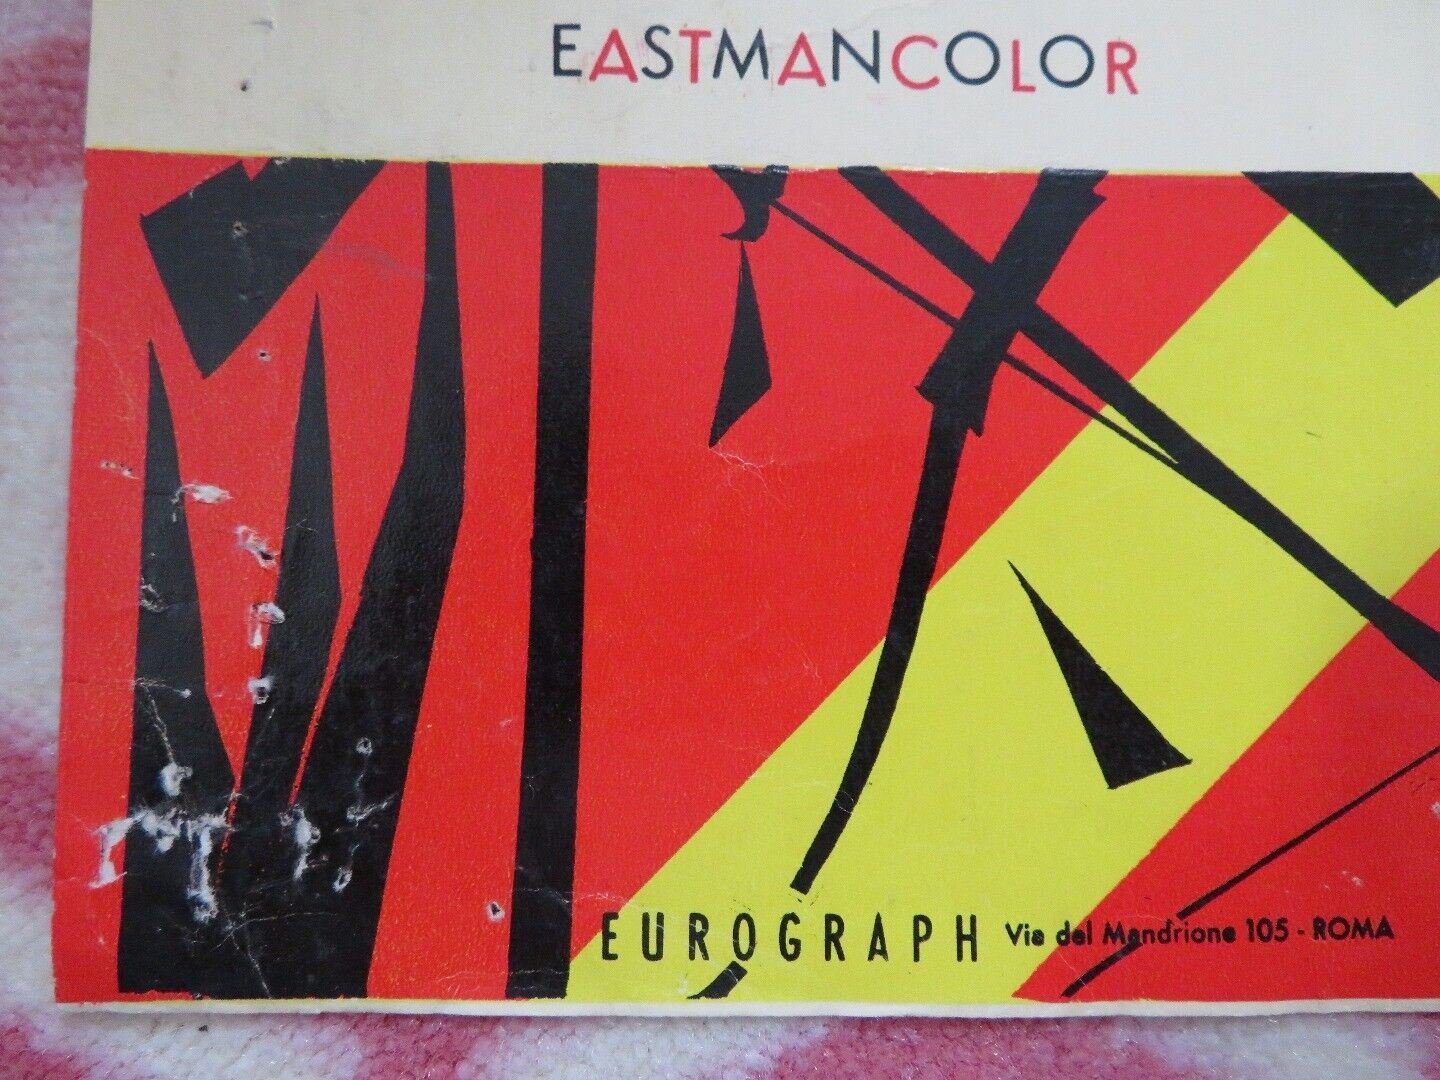 EASTMANCOLOR
EUROGRAPH Via del Mandrione 105 - ROMA